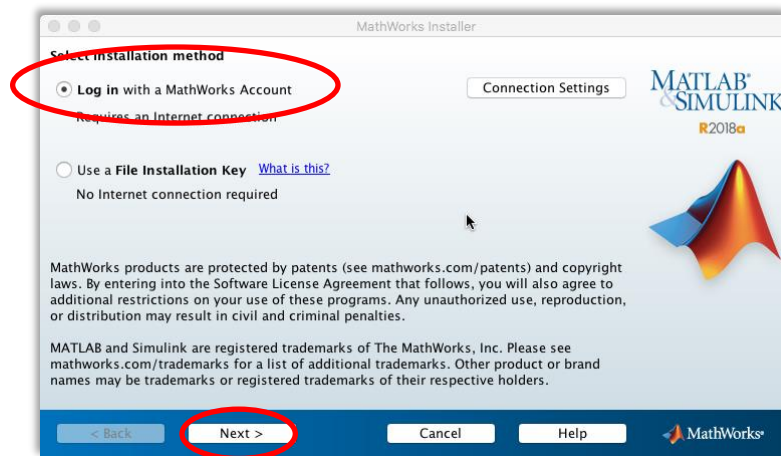 MathWorks Installer
Select installation method
Log in with a MathWorks Account
Requires an Internet connection
Connection Settings
MATLAB®
&SIMULINK
R2018a
Use a File Installation Key What is this?
No Internet connection required
MathWorks products are protected by patents (see mathworks.com/patents) and copyright
laws. By entering into the Software License Agreement that follows, you will also agree to
additional restrictions on your use of these programs. Any unauthorized use, reproduction,
or distribution may result in civil and criminal penalties.
MATLAB and Simulink are registered trademarks of The MathWorks, Inc. Please see
mathworks.com/trademarks for a list of additional trademarks. Other product or brand
names may be trademarks or registered trademarks of their respective holders.
< Back Next > Cancel Help MathWorks®